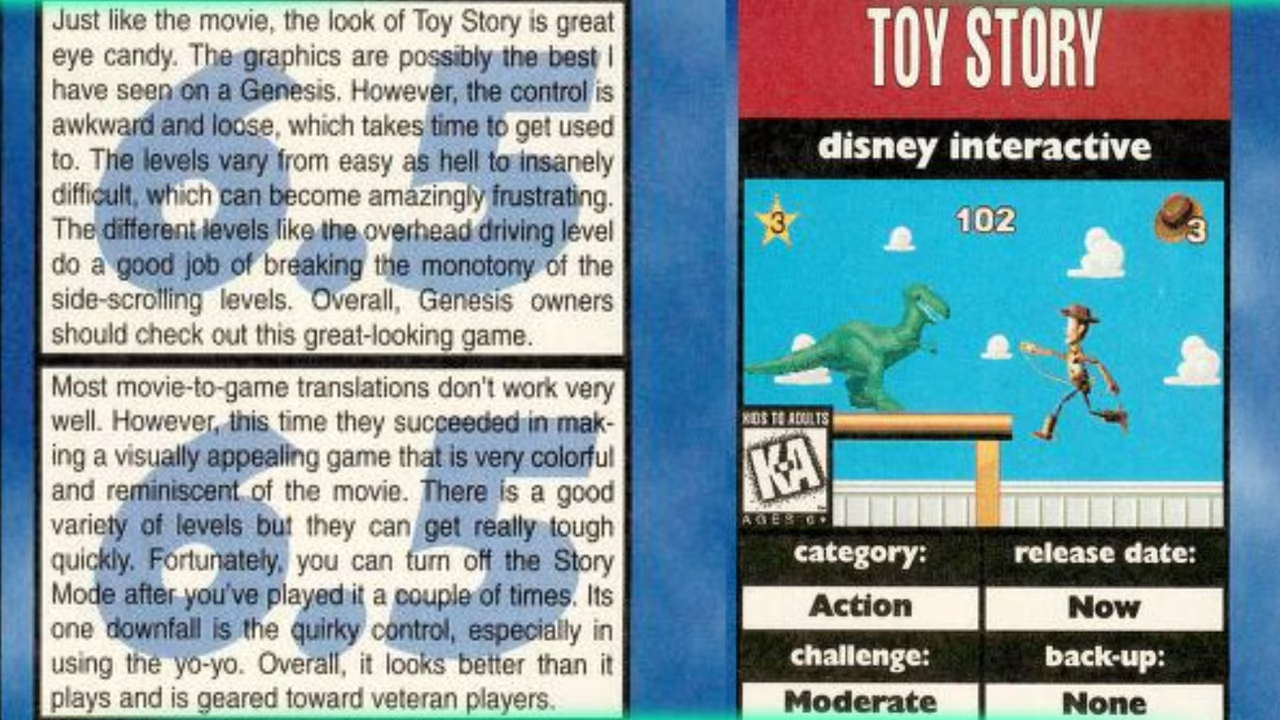 Just like the movie, the look of Toy Story is great
eye candy. The graphics are possibly the best I
have seen on a Genesis. However, the control is
awkward and loose, which takes time to get used
to. The levels vary from easy as hell to insanely
difficult, which can become amazingly frustrating.
The different levels like the overhead driving level
do a good job of breaking the monotony of the
side-scrolling levels. Overall, Genesis owners
should check out this great-looking game.
6.5
Most movie-to-game translations don't work very
well. However, this time they succeeded in mak-
ing a visually appealing game that is very colorful
and reminiscent of the movie. There is a good
variety of levels but they can get really tough
quickly. Fortunately, you can turn off the Story
Mode after you've played it a couple of times. Its
one downfall is the quirky control, especially in
using the yo-yo. Overall, it looks better than it
plays and is geared toward veteran players.
6.5
TOY STORY
disney interactive
3 102 3
KIDS TO ADULTS
K-A
AGES 6+
category: release date:
Action Now
challenge: back-up:
Moderate None